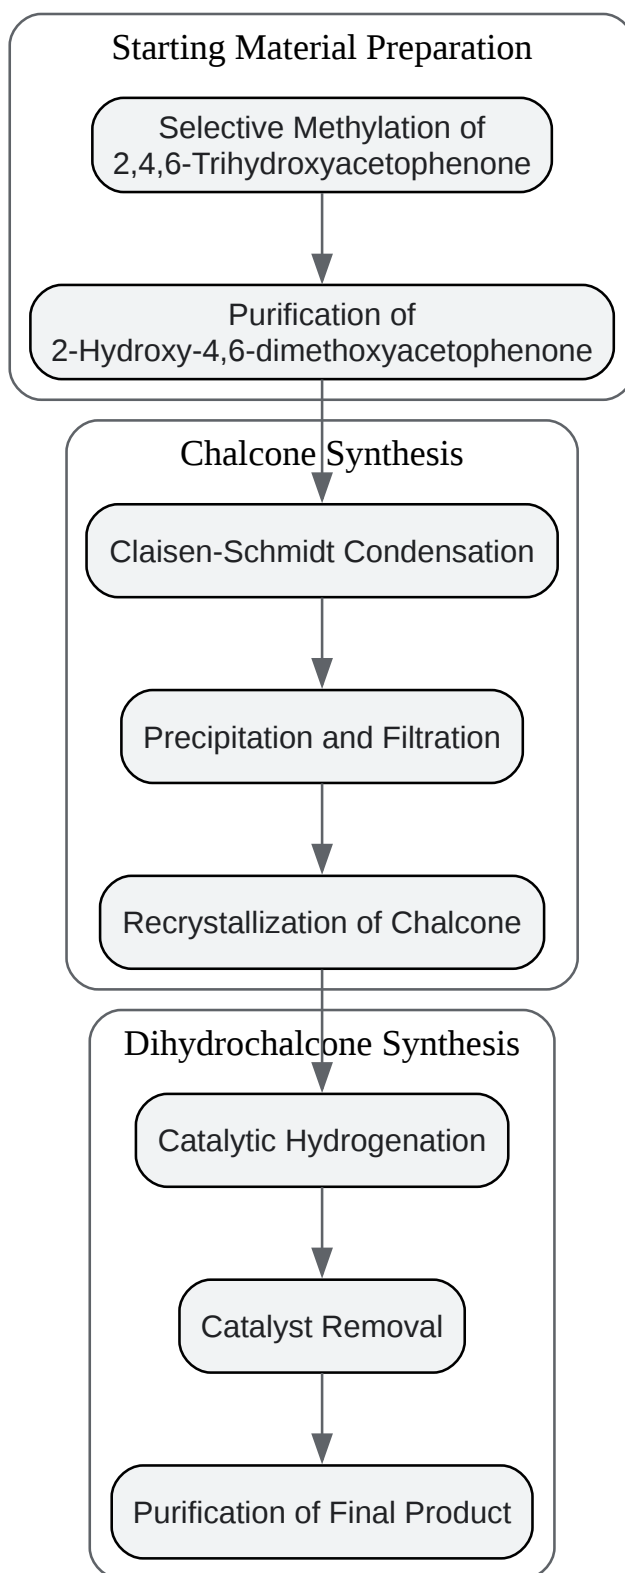 Starting Material Preparation
Selective Methylation of
2,4,6-Trihydroxyacetophenone
Purification of
2-Hydroxy-4,6-dimethoxyacetophenone
Chalcone Synthesis
Claisen-Schmidt Condensation
Precipitation and Filtration
Recrystallization of Chalcone
Dihydrochalcone Synthesis
Catalytic Hydrogenation
Catalyst Removal
Purification of Final Product